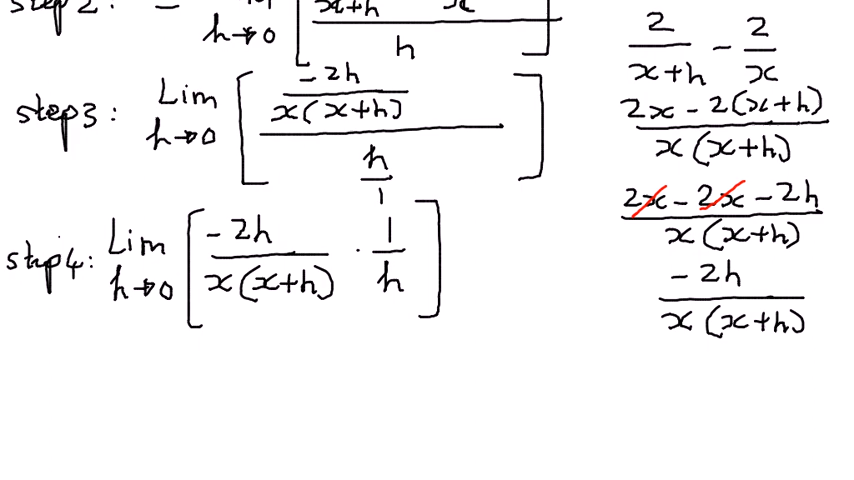 step2: = h→0 [ x+h x / h ]
step3: Lim h→0 [ -2h / x(x+h) / h/1 ]
step4: Lim h→0 [ -2h / x(x+h) · 1/h ]
2/x+h - 2/x
2x - 2(x+h) / x(x+h)
2x - 2x - 2h / x(x+h)
-2h / x(x+h)